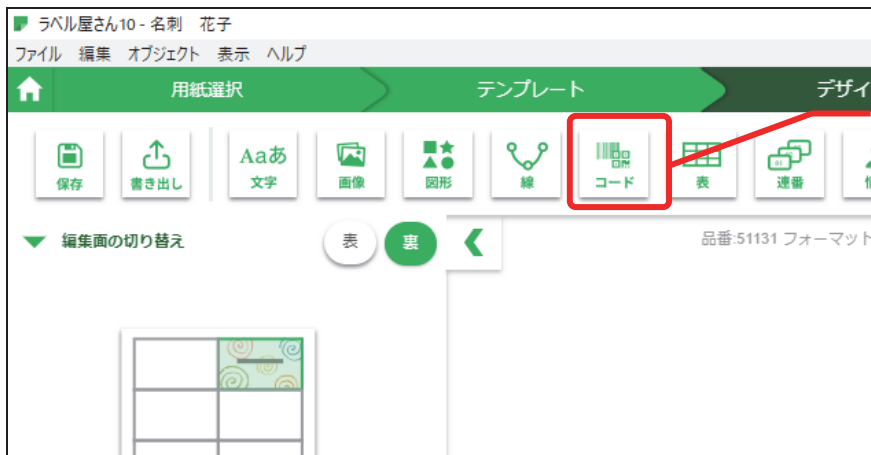 ラベル屋さん10 - 名刺　花子
ファイル 編集 オブジェクト 表示 ヘルプ
用紙選択 テンプレート デザイ
Aaあ
保存 書き出し 文字 画像 図形 線 コード 表 連番
編集面の切り替え 表 裏
品番:51131 フォーマット